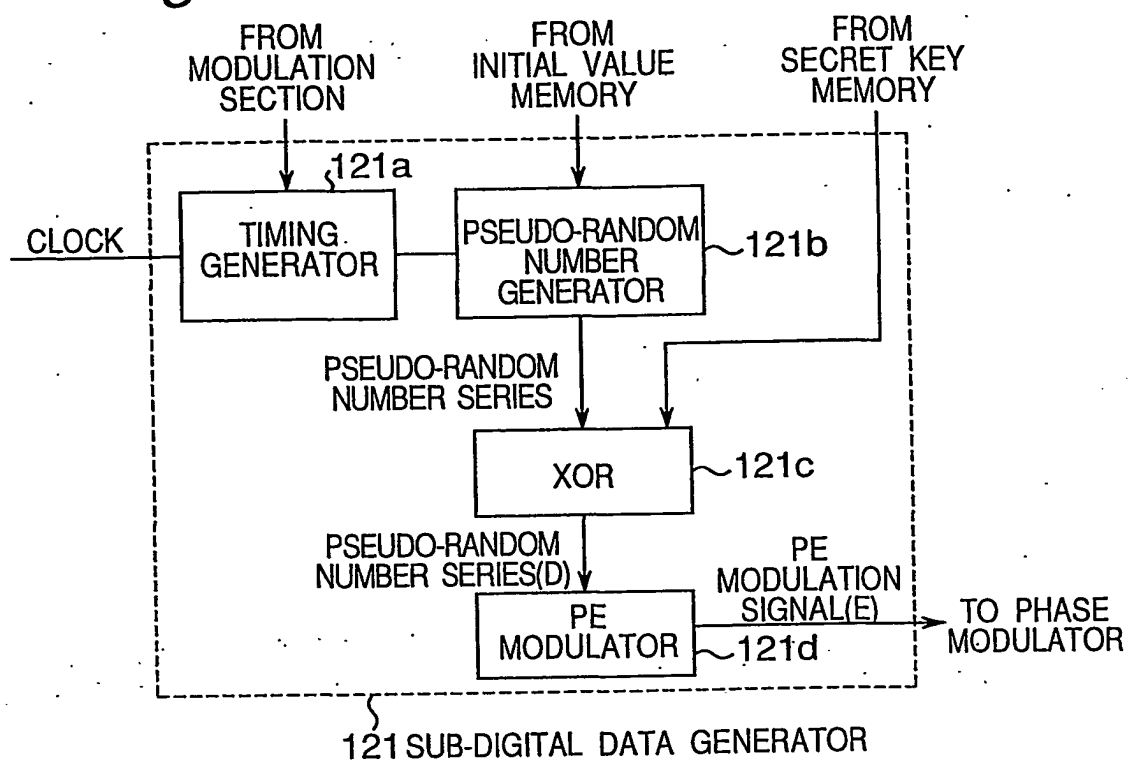 FROM
MODULATION
SECTION
FROM
INITIAL VALUE
MEMORY
FROM
SECRET KEY
MEMORY
121a
CLOCK
TIMING
GENERATOR
PSEUDO-RANDOM
NUMBER
GENERATOR
121b
PSEUDO-RANDOM
NUMBER SERIES
XOR
121c
PSEUDO-RANDOM
NUMBER SERIES(D)
PE
MODULATION
SIGNAL(E)
TO PHASE
MODULATOR
PE
MODULATOR
121d
121 SUB-DIGITAL DATA GENERATOR